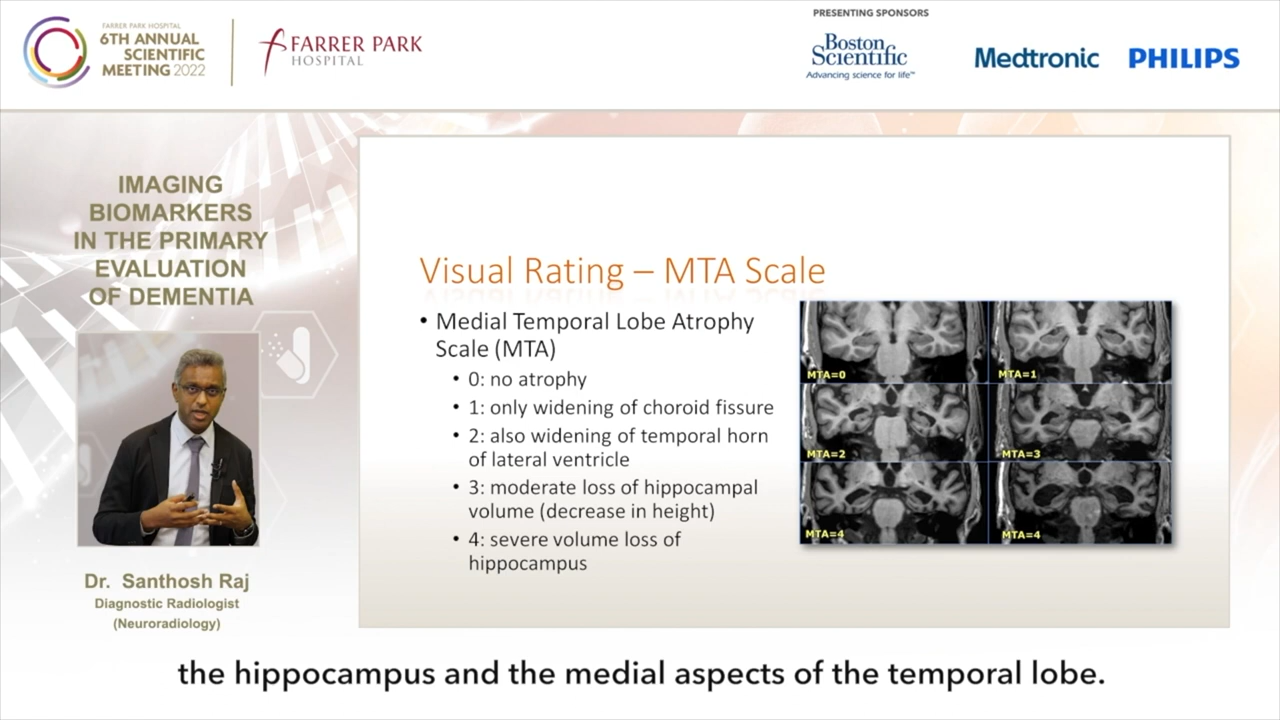 FARRER PARK HOSPITAL
6TH ANNUAL
SCIENTIFIC
MEETING 2022
FARRER PARK
HOSPITAL
PRESENTING SPONSORS
Boston
Scientific
Advancing science for life™
Medtronic
PHILIPS
IMAGING
BIOMARKERS
IN THE PRIMARY
EVALUATION
OF DEMENTIA
Dr. Santhosh Raj
Diagnostic Radiologist
(Neuroradiology)
Visual Rating – MTA Scale
• Medial Temporal Lobe Atrophy
Scale (MTA)
• 0: no atrophy
• 1: only widening of choroid fissure
• 2: also widening of temporal horn
of lateral ventricle
• 3: moderate loss of hippocampal
volume (decrease in height)
• 4: severe volume loss of
hippocampus
MTA=0
MTA=1
MTA=2
MTA=3
MTA=4
MTA=4
the hippocampus and the medial aspects of the temporal lobe.